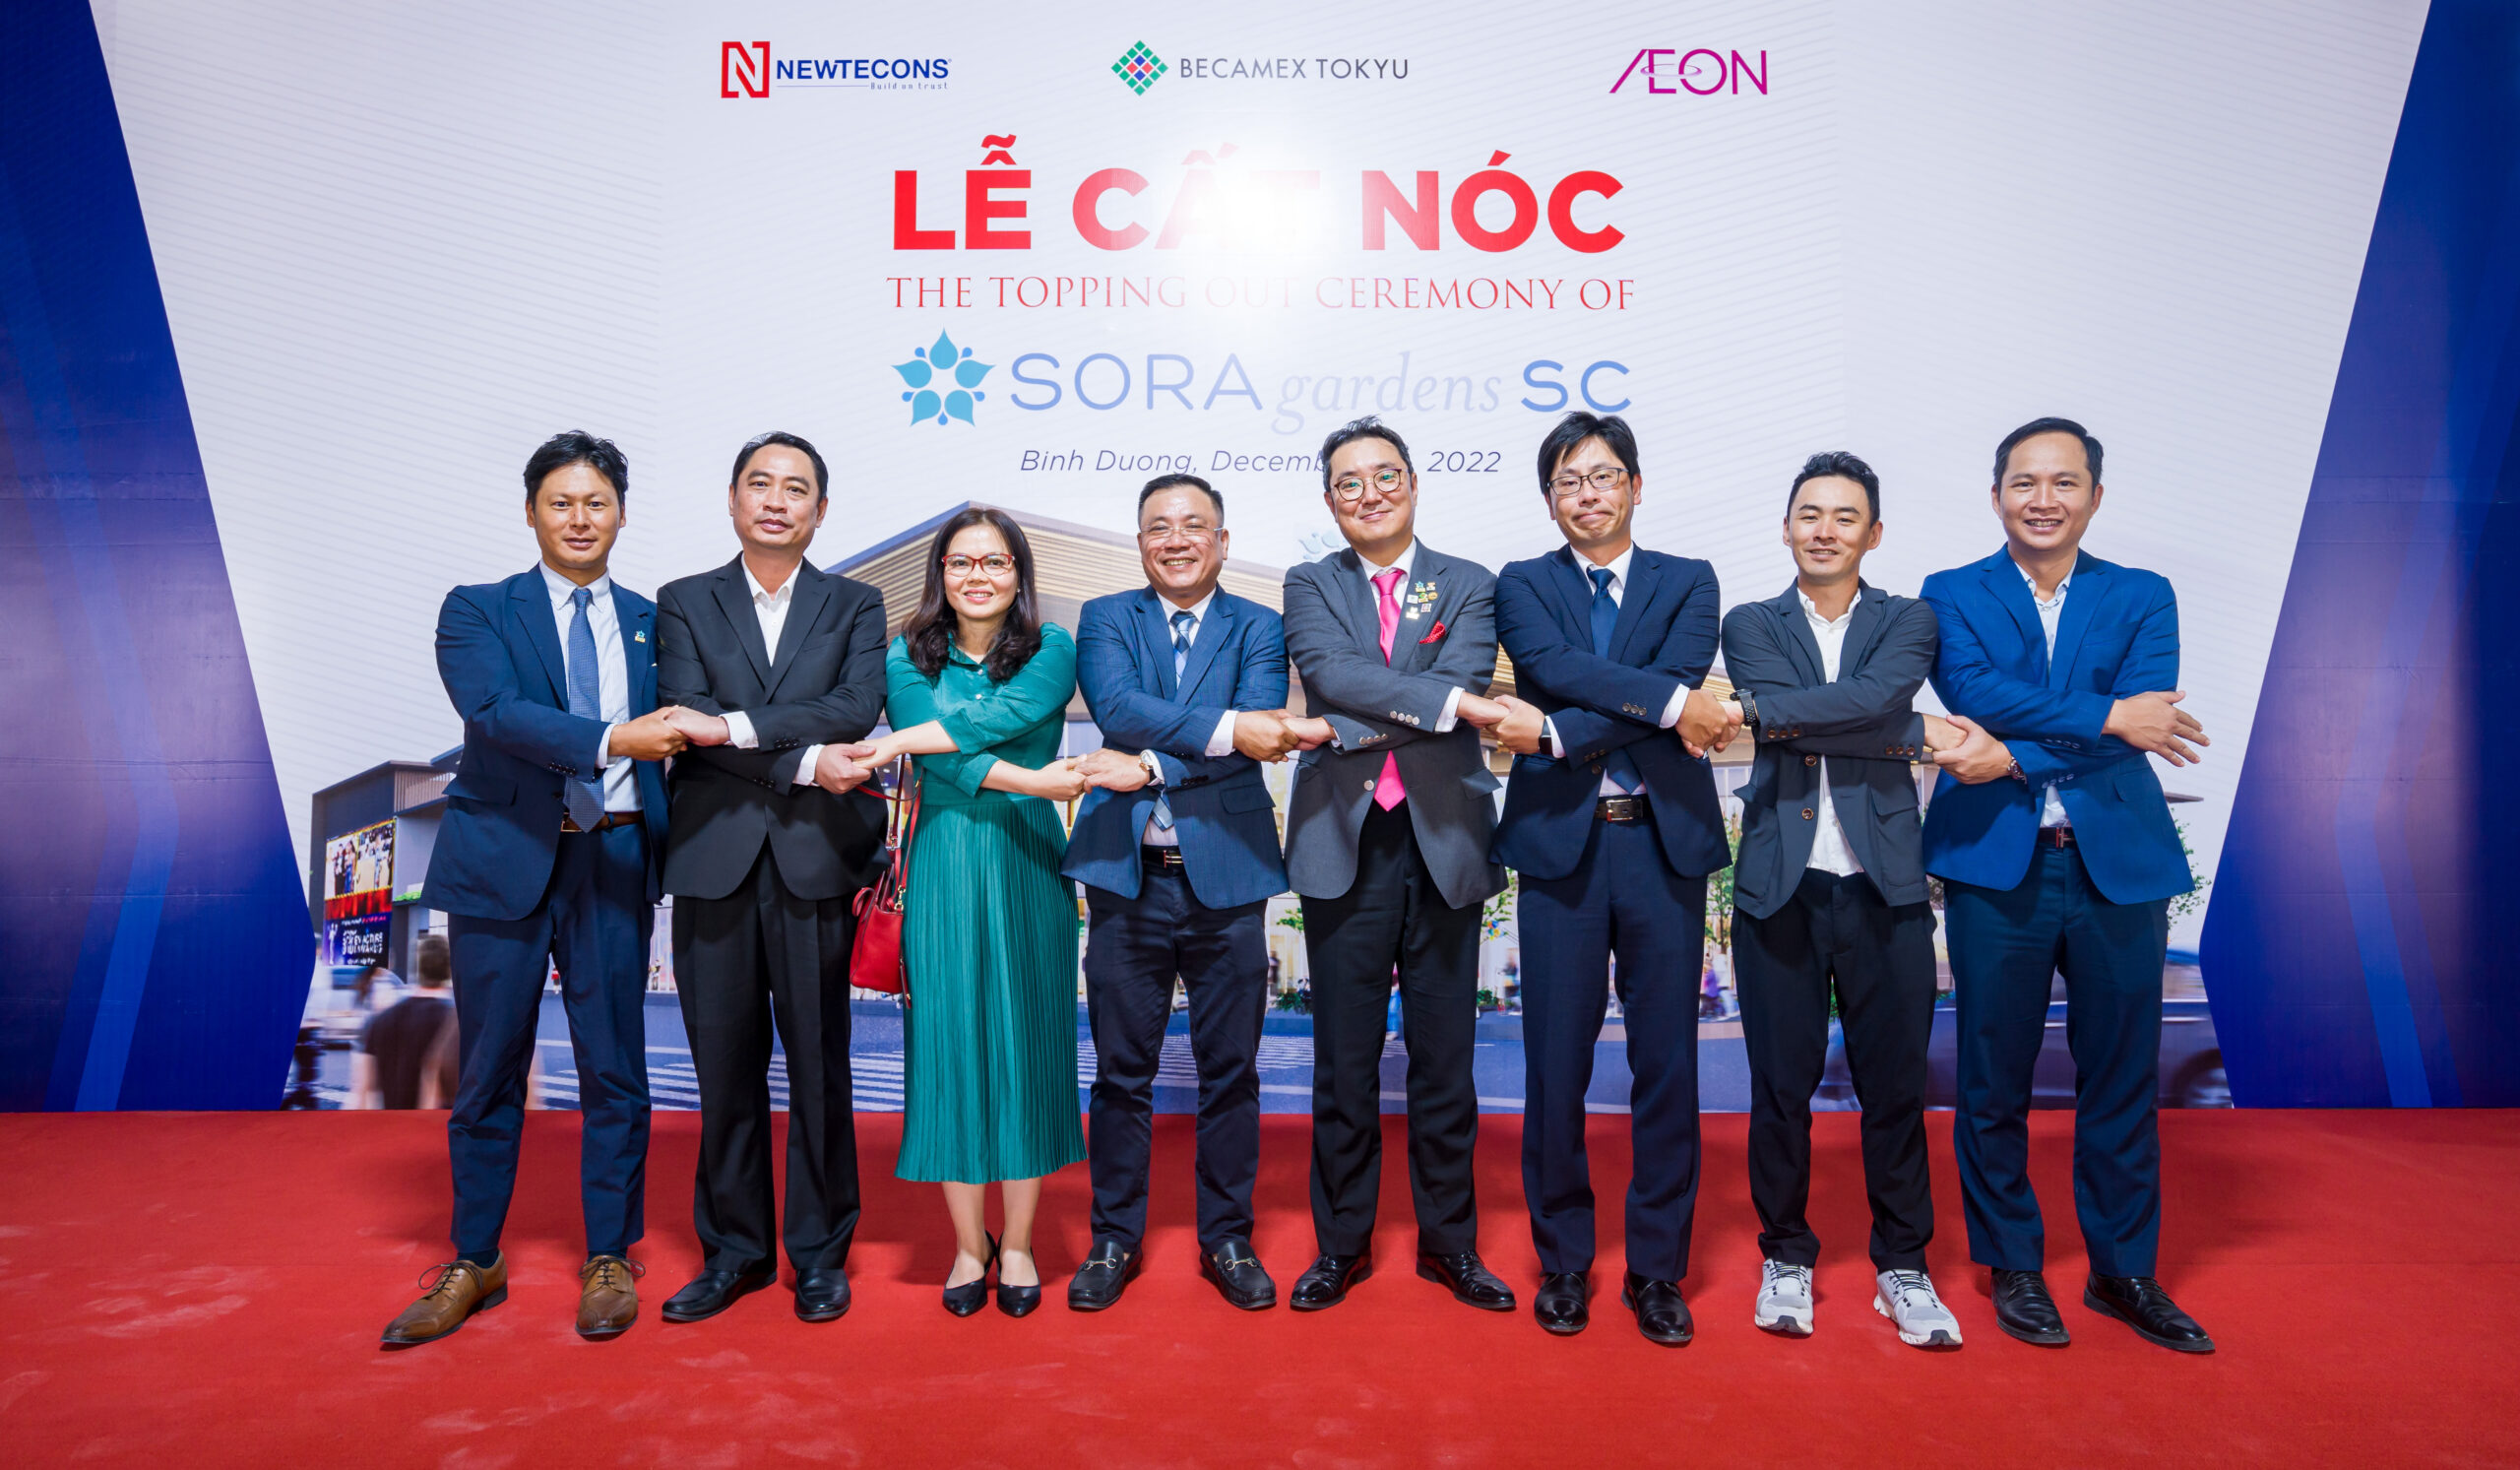 NEWTECONS
Build on trust
BECAMEX TOKYU
ÆON
LỄ CẤT NÓC
THE TOPPING OUT CEREMONY OF
SORA gardens SC
Binh Duong, 2022